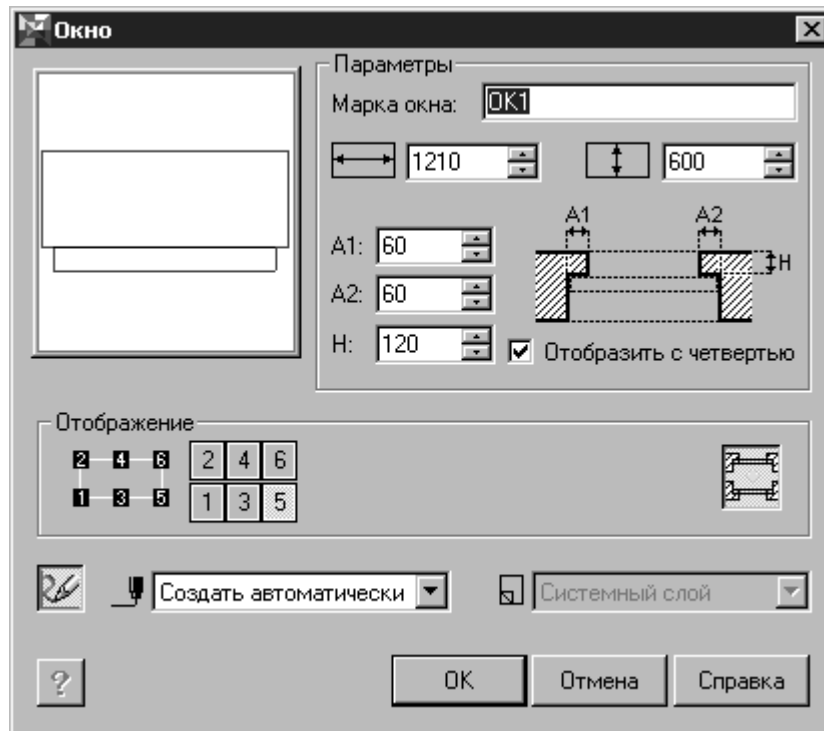 Окно
Параметры
Марка окна: ОК1
1210 600
A1: 60
A2: 60
H: 120
A1 A2
H
Отобразить с четвертью
Отображение
2 4 6
1 3 5
2 4 6
1 3 5
Создать автоматически
Системный слой
?
ОК Отмена Справка